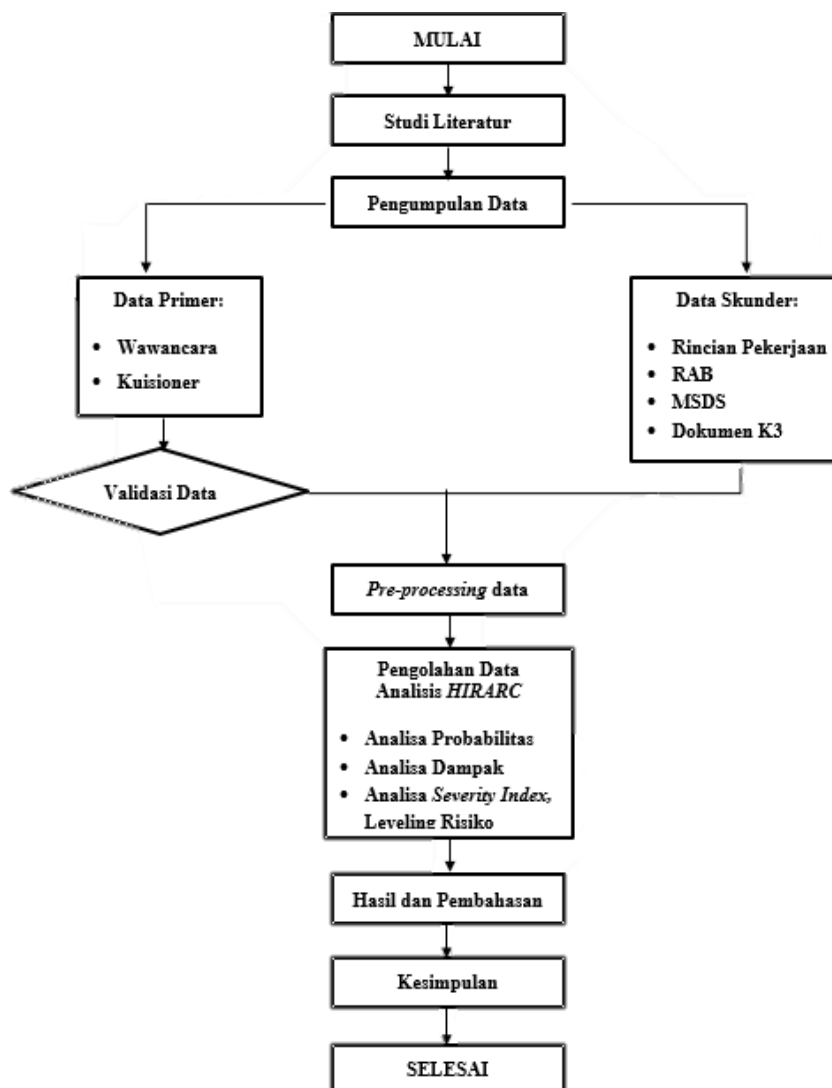 MULAI
Studi Literatur
Pengumpulan Data
Data Primer:
• Wawancara
• Kuisioner
Data Skunder:
• Rincian Pekerjaan
• RAB
• MSDS
• Dokumen K3
Validasi Data
Pre-processing data
Pengolahan Data
Analisis HIRARC
• Analisa Probabilitas
• Analisa Dampak
• Analisa Severity Index,
Leveling Risiko
Hasil dan Pembahasan
Kesimpulan
SELESAI